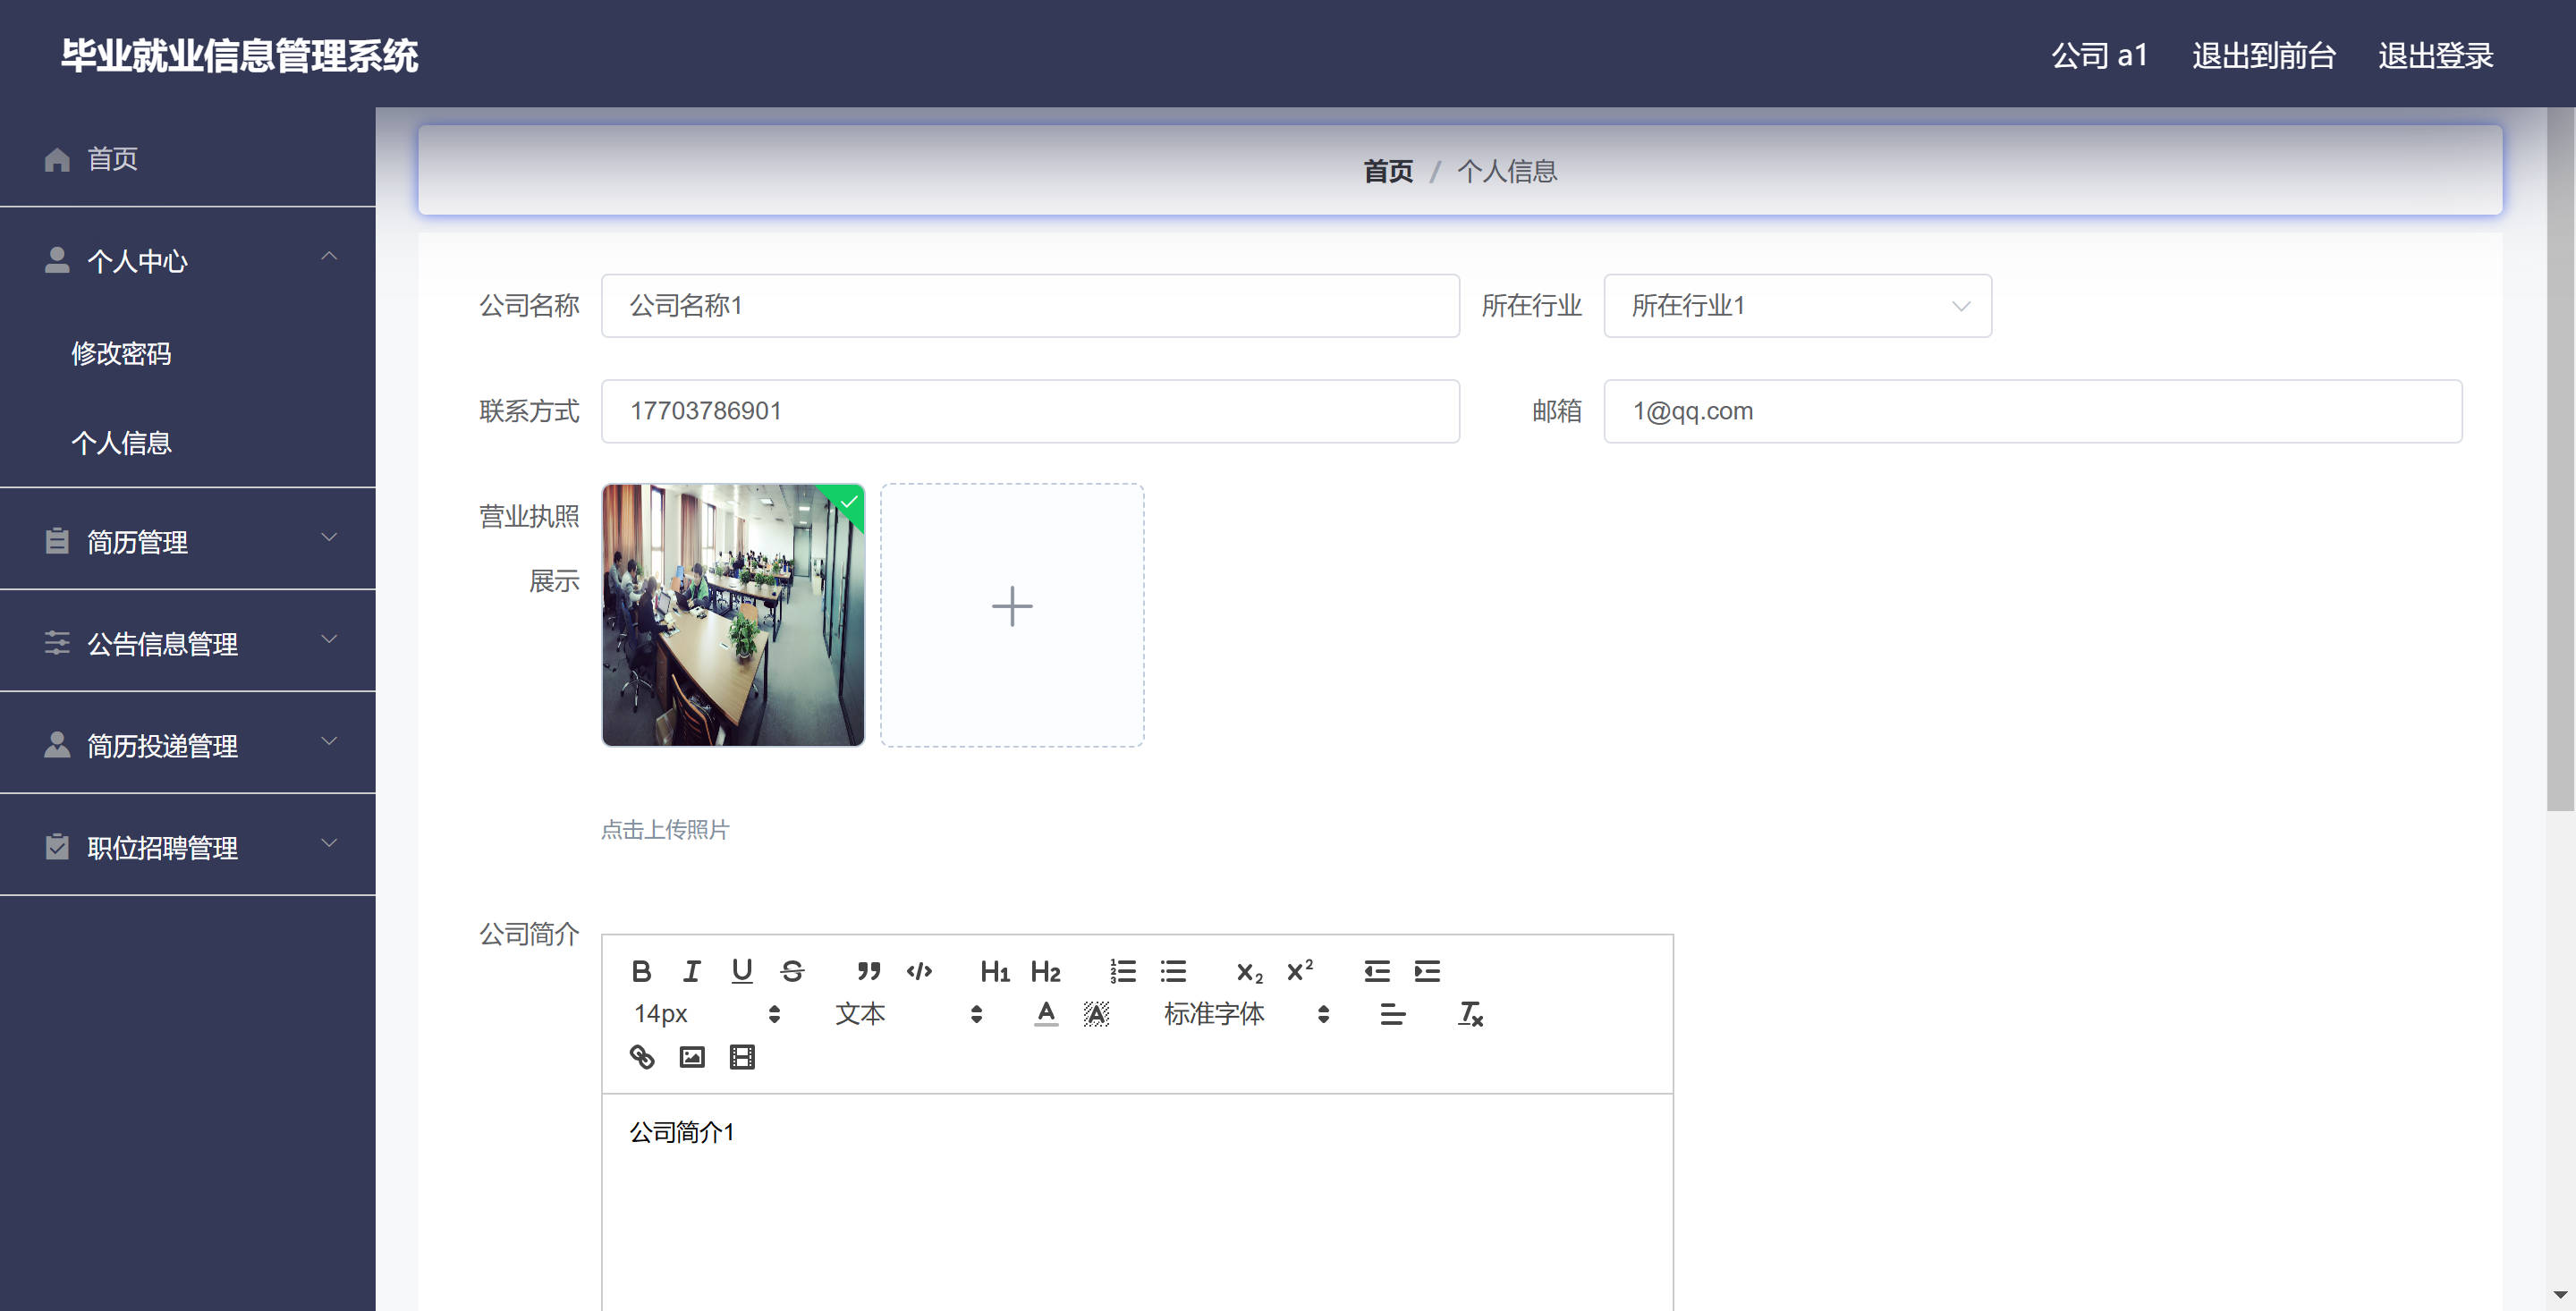 毕业就业信息管理系统
公司 a1 退出到前台 退出登录
首页
个人中心
修改密码
个人信息
简历管理
公告信息管理
简历投递管理
职位招聘管理
首页 / 个人信息
公司名称 公司名称1 所在行业 所在行业1
联系方式 17703786901 邮箱 1@qq.com
营业执照
展示
点击上传照片
公司简介
B I U S H1 H2 x2 x2
14px 文本 A A 标准字体 Tx
公司简介1